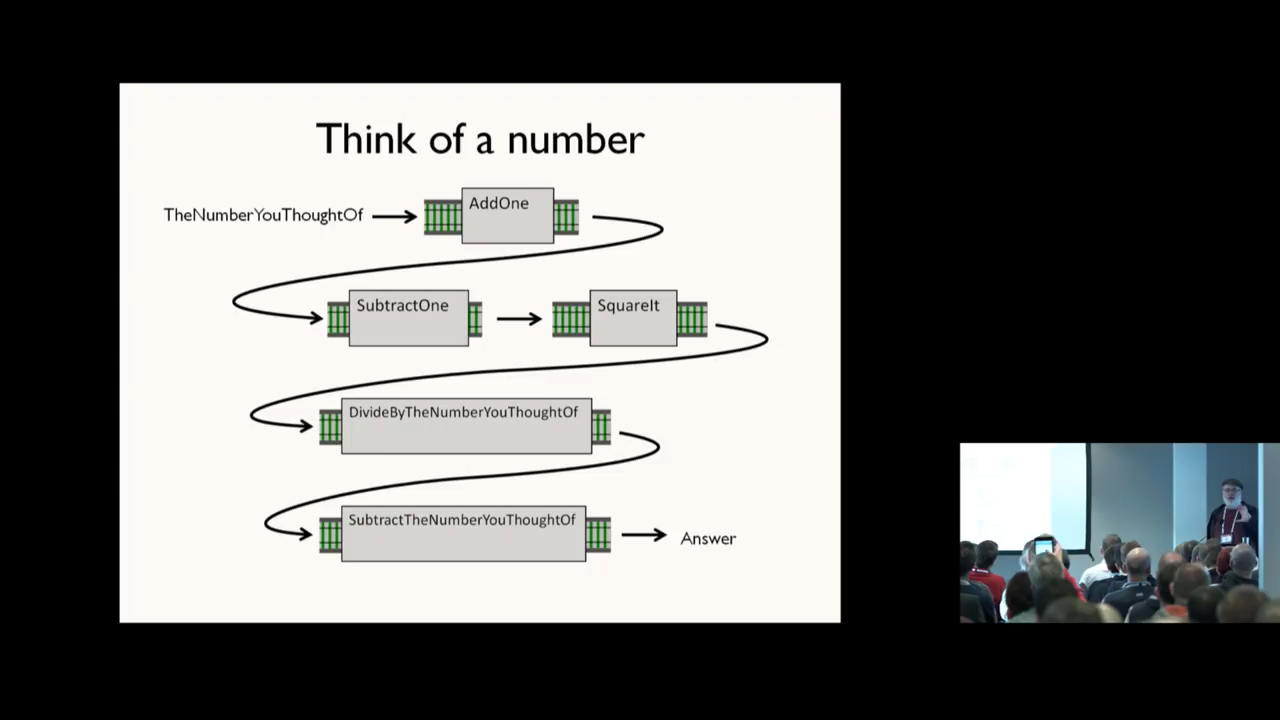 Think of a number
TheNumberYouThoughtOf
AddOne
SubtractOne
SquareIt
DivideByTheNumberYouThoughtOf
SubtractTheNumberYouThoughtOf
Answer